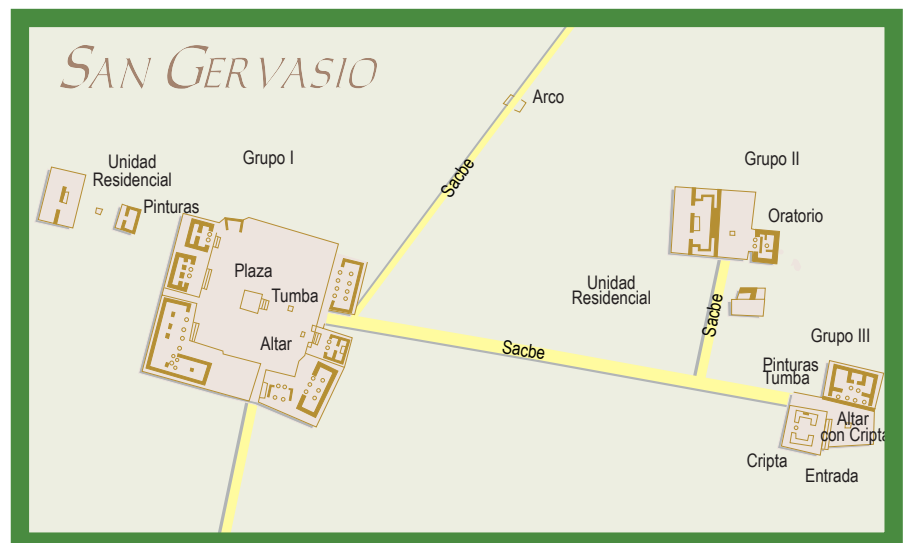 SAN GERVASIO
Arco
Sacbe
Grupo I
Unidad
Residencial
Pinturas
Grupo II
Oratorio
Plaza
Tumba
Altar
Unidad
Residencial
Sacbe
Sacbe
Grupo III
Pinturas
Tumba
Altar
con Cripta
Cripta
Entrada